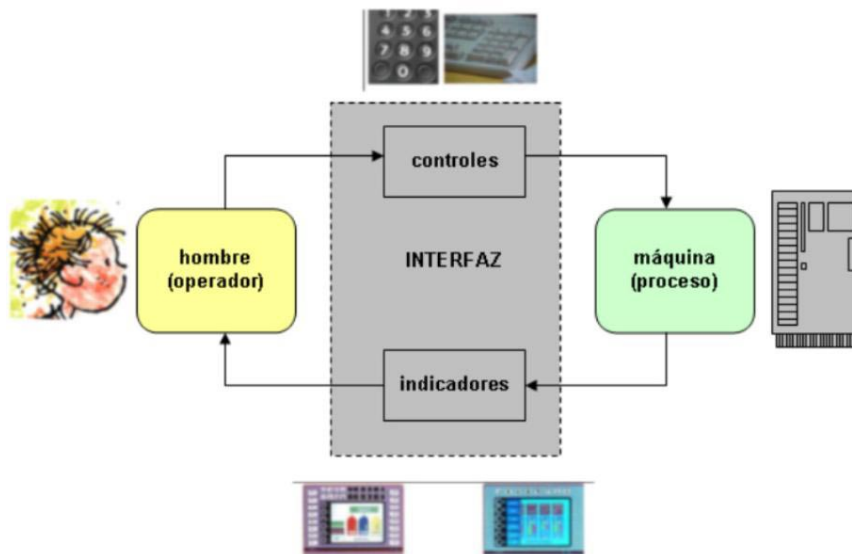 4 5 6
7 8 9
0
controles
hombre
(operador)
INTERFAZ
máquina
(proceso)
indicadores